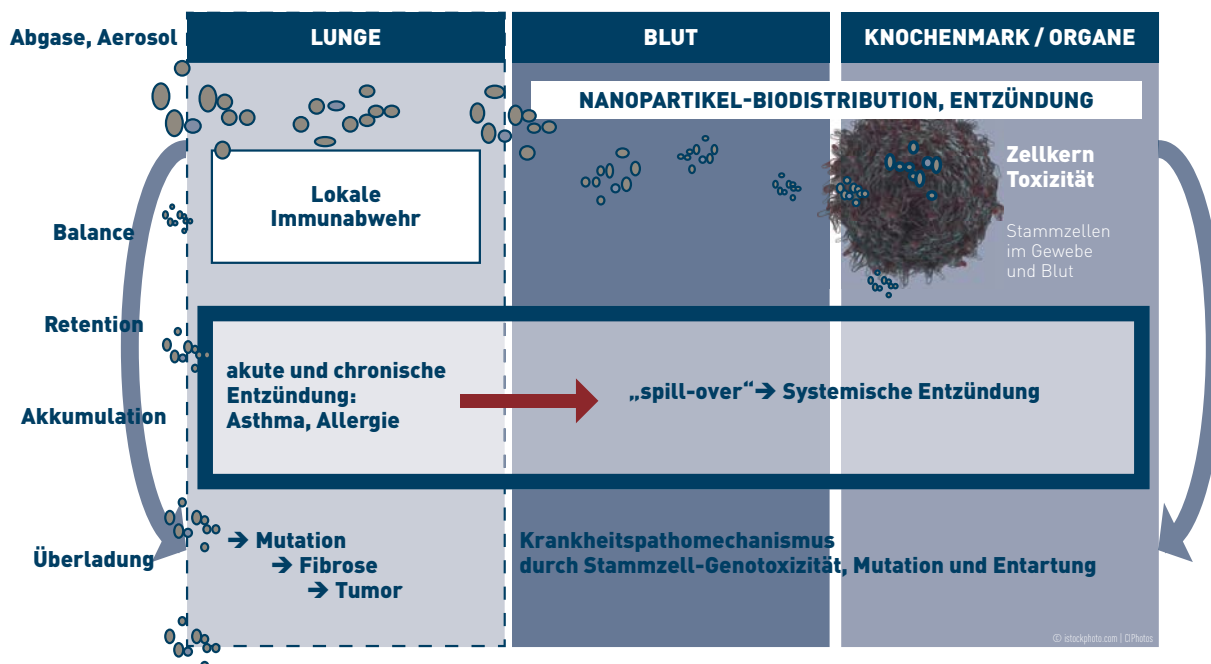 Abgase, Aerosol
LUNGE
BLUT
KNOCHENMARK / ORGANE
NANOPARTIKEL-BIODISTRIBUTION, ENTZÜNDUNG
Lokale
Immunabwehr
Zellkern
Toxizität
Stammzellen
im Gewebe
und Blut
Balance
Retention
Akkumulation
Überladung
akute und chronische
Entzündung:
Asthma, Allergie
„spill-over“ ➔ Systemische Entzündung
➔ Mutation
➔ Fibrose
➔ Tumor
Krankheitspathomechanismus
durch Stammzell-Genotoxizität, Mutation und Entartung
© istockphoto.com | DPhotos